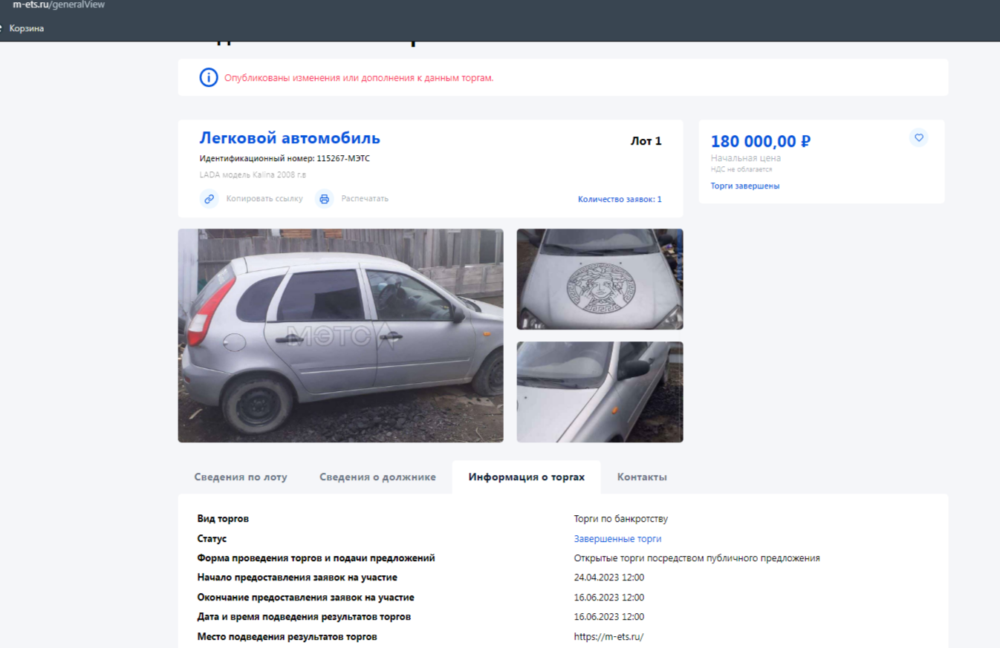 m-ets.ru/generalView
Корзина
Опубликованы изменения или дополнения к данным торгам.
Легковой автомобиль
Лот 1
Идентификационный номер: 115267-МЭТС
LADA модель Kalina 2008 г.в
Копировать ссылку
Распечатать
Количество заявок: 1
180 000,00 ₽
Начальная цена
НДС не облагается
Торги завершены
МЭТС
Сведения по лоту
Сведения о должнике
Информация о торгах
Контакты
Вид торгов Торги по банкротству
Статус Завершенные торги
Форма проведения торгов и подачи предложений Открытые торги посредством публичного предложения
Начало предоставления заявок на участие 24.04.2023 12:00
Окончание предоставления заявок на участие 16.06.2023 12:00
Дата и время подведения результатов торгов 16.06.2023 12:00
Место подведения результатов торгов https://m-ets.ru/